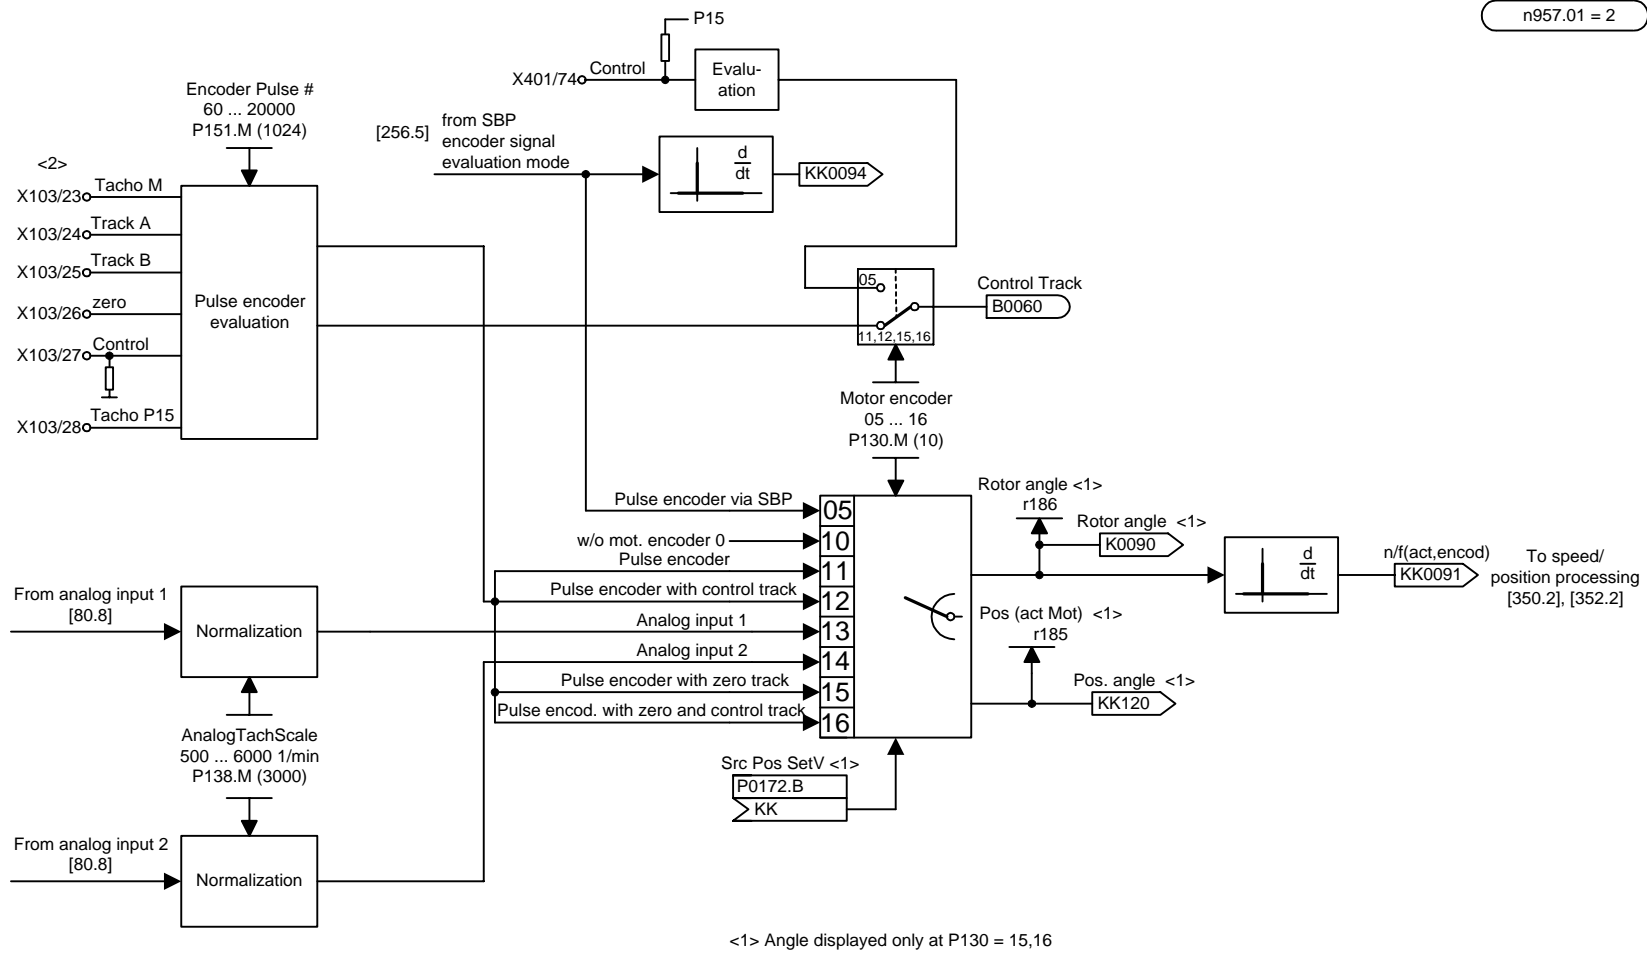 n957.01 = 2
P15
X401/74
Control
Evalu-
ation
Encoder Pulse #
60 ... 20000
P151.M (1024)
[256.5]
from SBP
encoder signal
evaluation mode
d
dt
KK0094
<2>
X103/23
Tacho M
X103/24
Track A
X103/25
Track B
X103/26
zero
X103/27
Control
X103/28
Tacho P15
Pulse encoder
evaluation
05
11,12,15,16
Control Track
B0060
Motor encoder
05 ... 16
P130.M (10)
Pulse encoder via SBP
05
w/o mot. encoder 0
10
Pulse encoder
11
Pulse encoder with control track
12
Analog input 1
13
Analog input 2
14
Pulse encoder with zero track
15
Pulse encod. with zero and control track
16
Rotor angle <1>
r186
Rotor angle <1>
K0090
d
dt
n/f(act,encod)
KK0091
To speed/
position processing
[350.2], [352.2]
Pos (act Mot) <1>
r185
Pos. angle <1>
KK120
From analog input 1
[80.8]
Normalization
AnalogTachScale
500 ... 6000 1/min
P138.M (3000)
From analog input 2
[80.8]
Normalization
Src Pos SetV <1>
P0172.B
KK
<1> Angle displayed only at P130 = 15,16